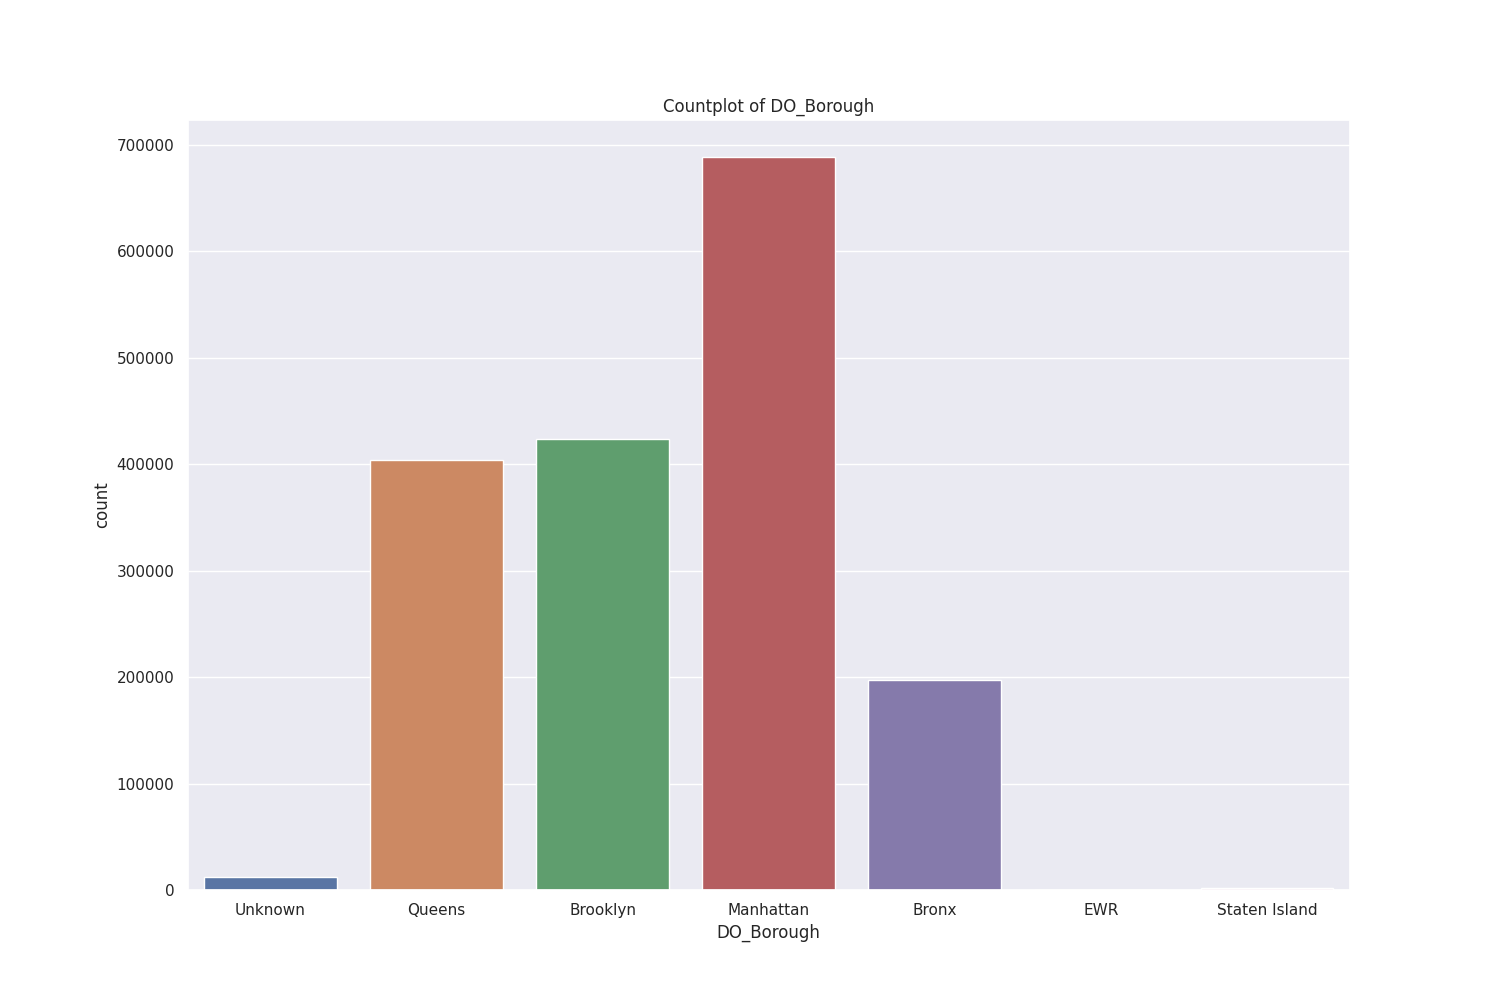 Countplot of DO_Borough
700000
600000
500000
400000
300000
200000
100000
0
count
Unknown Queens Brooklyn Manhattan Bronx EWR Staten Island
DO_Borough